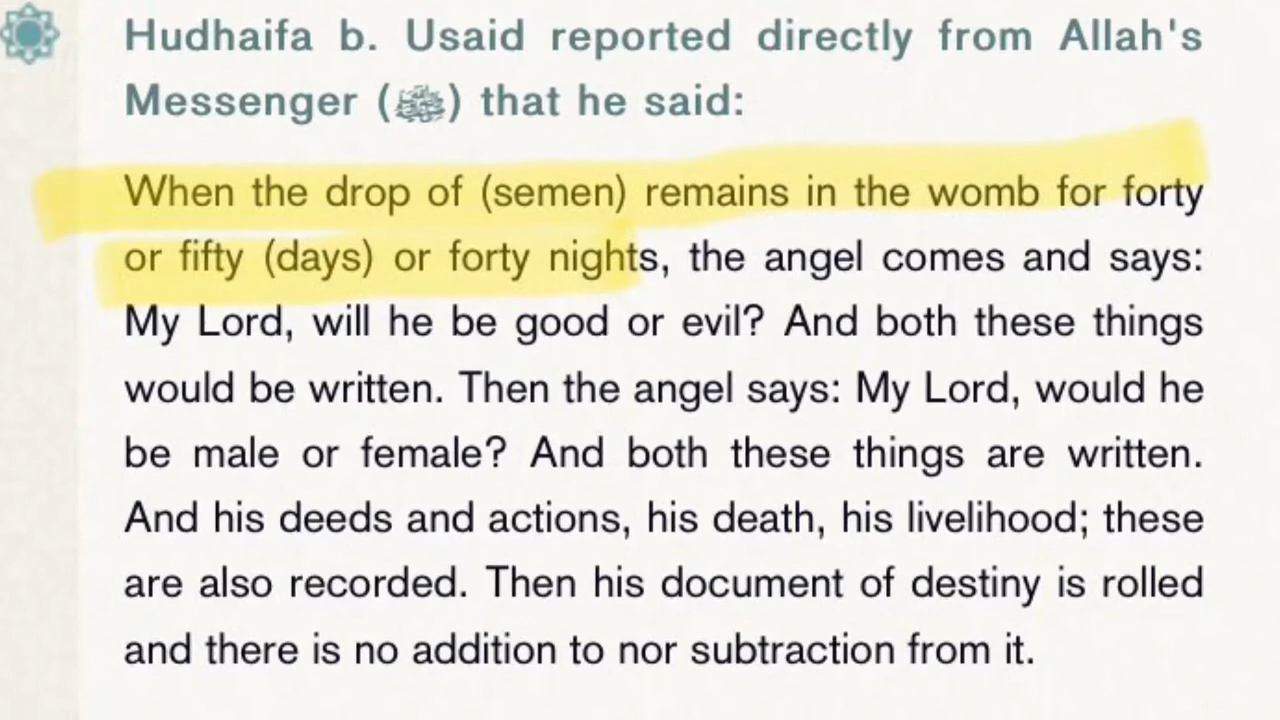 Hudhaifa b. Usaid reported directly from Allah's
Messenger (ﷺ) that he said:
When the drop of (semen) remains in the womb for forty
or fifty (days) or forty nights, the angel comes and says:
My Lord, will he be good or evil? And both these things
would be written. Then the angel says: My Lord, would he
be male or female? And both these things are written.
And his deeds and actions, his death, his livelihood; these
are also recorded. Then his document of destiny is rolled
and there is no addition to nor subtraction from it.